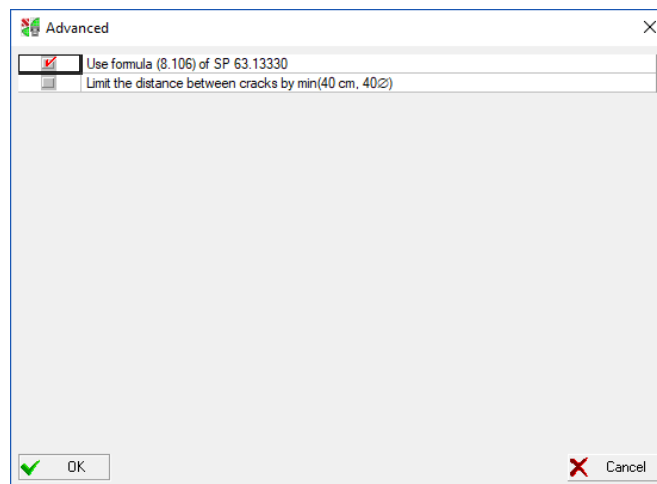 Advanced
Use formula (8.106) of SP 63.13330
Limit the distance between cracks by min(40 cm, 40∅)
OK
Cancel